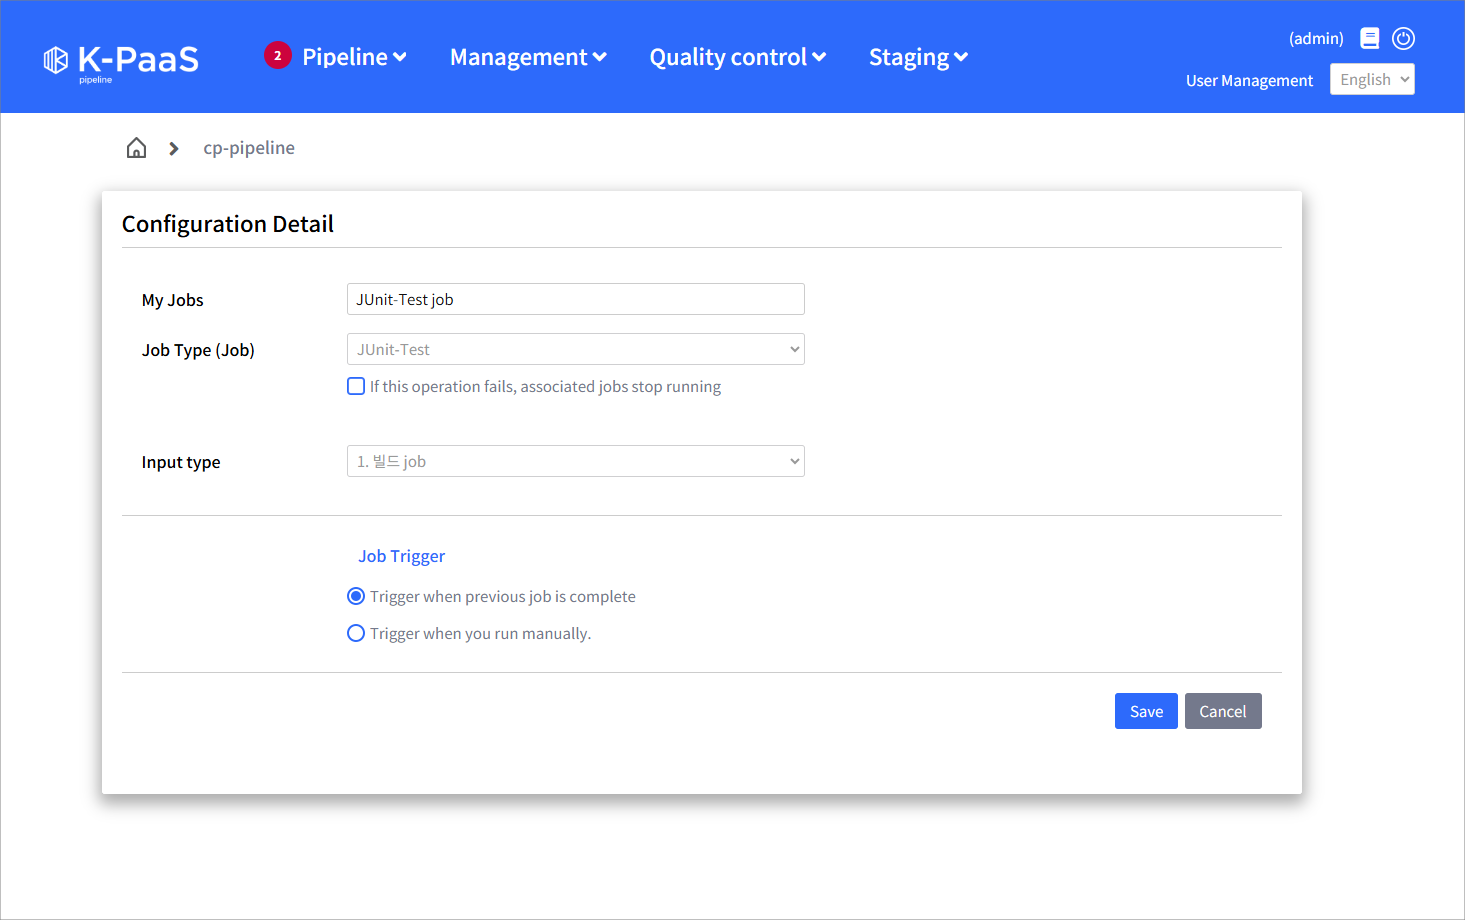 K-PaaS
pipeline
2
Pipeline
Management
Quality control
Staging
(admin)
User Management
English
cp-pipeline
Configuration Detail
My Jobs
JUnit-Test job
Job Type (Job)
JUnit-Test
If this operation fails, associated jobs stop running
Input type
1. 빌드 job
Job Trigger
Trigger when previous job is complete
Trigger when you run manually.
Save
Cancel